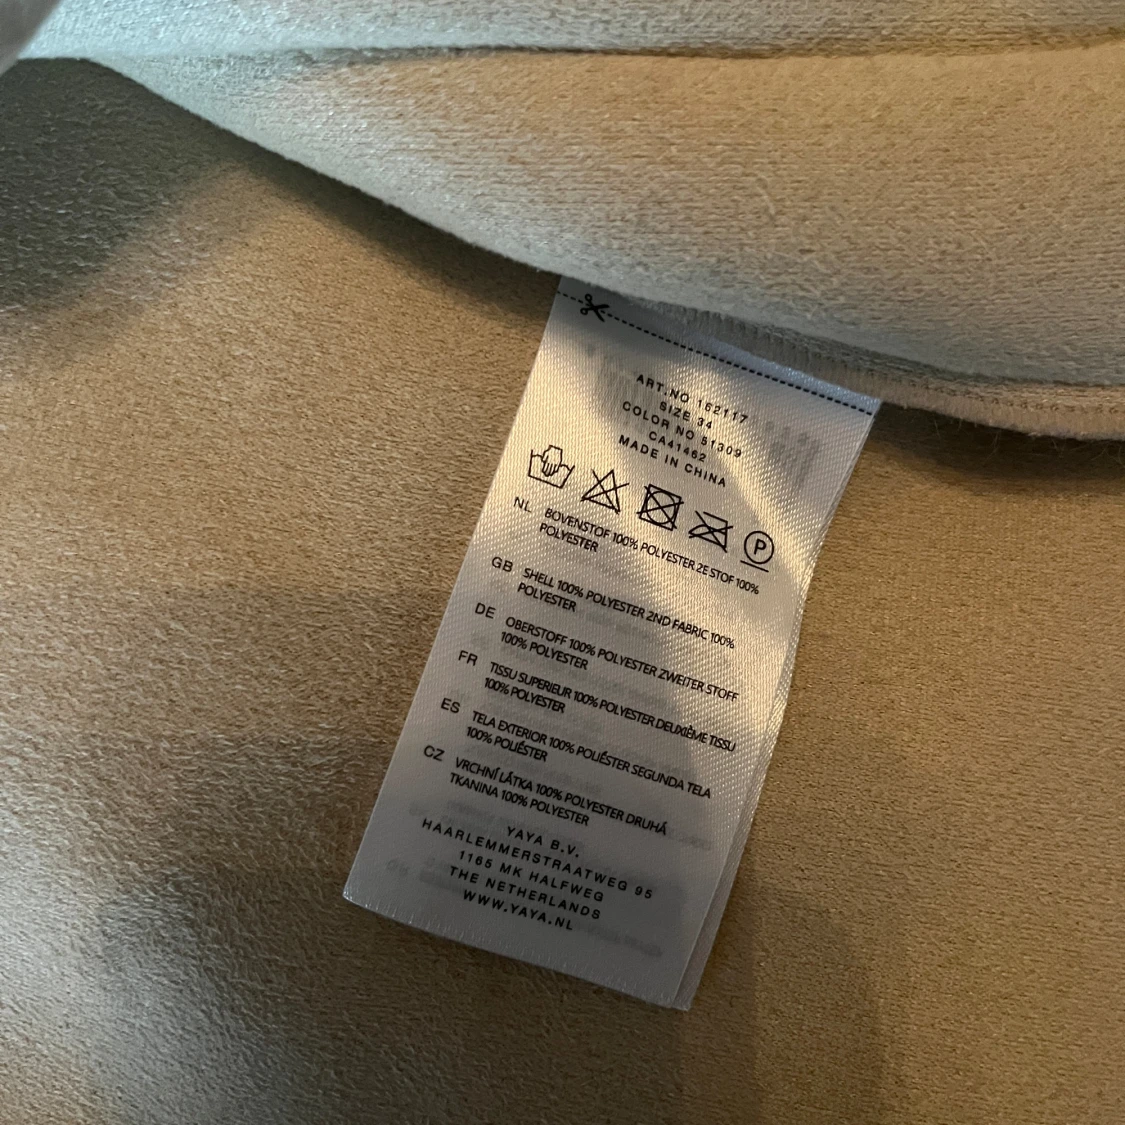 ART.NO 162117
SIZE 34
COLOR NO 51309
CA41462
MADE IN CHINA
P
NL BOVENSTOF 100% POLYESTER 2E STOF 100%
POLYESTER
GB SHELL 100% POLYESTER 2ND FABRIC 100%
POLYESTER
DE OBERSTOFF 100% POLYESTER ZWEITER STOFF
100% POLYESTER
FR TISSU SUPERIEUR 100% POLYESTER DEUXIÈME TISSU
100% POLYESTER
ES TELA EXTERIOR 100% POLIÉSTER SEGUNDA TELA
100% POLIÉSTER
CZ VRCHNÍ LÁTKA 100% POLYESTER DRUHÁ
TKANINA 100% POLYESTER
YAYA B.V.
HAARLEMMERSTRAATWEG 95
1165 MK HALFWEG
THE NETHERLANDS
WWW.YAYA.NL